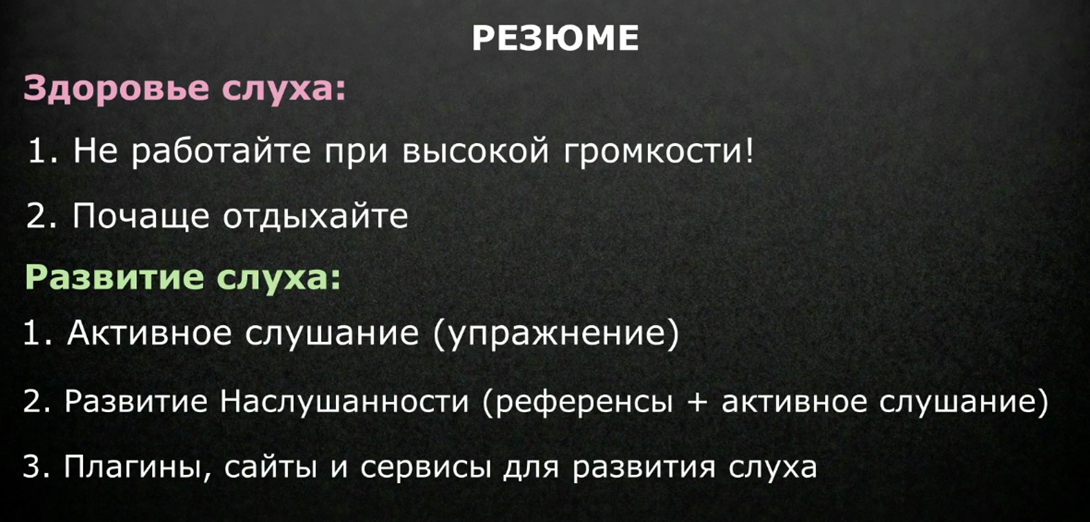 РЕЗЮМЕ
Здоровье слуха:
1. Не работайте при высокой громкости!
2. Почаще отдыхайте
Развитие слуха:
1. Активное слушание (упражнение)
2. Развитие Наслушанности (референсы + активное слушание)
3. Плагины, сайты и сервисы для развития слуха